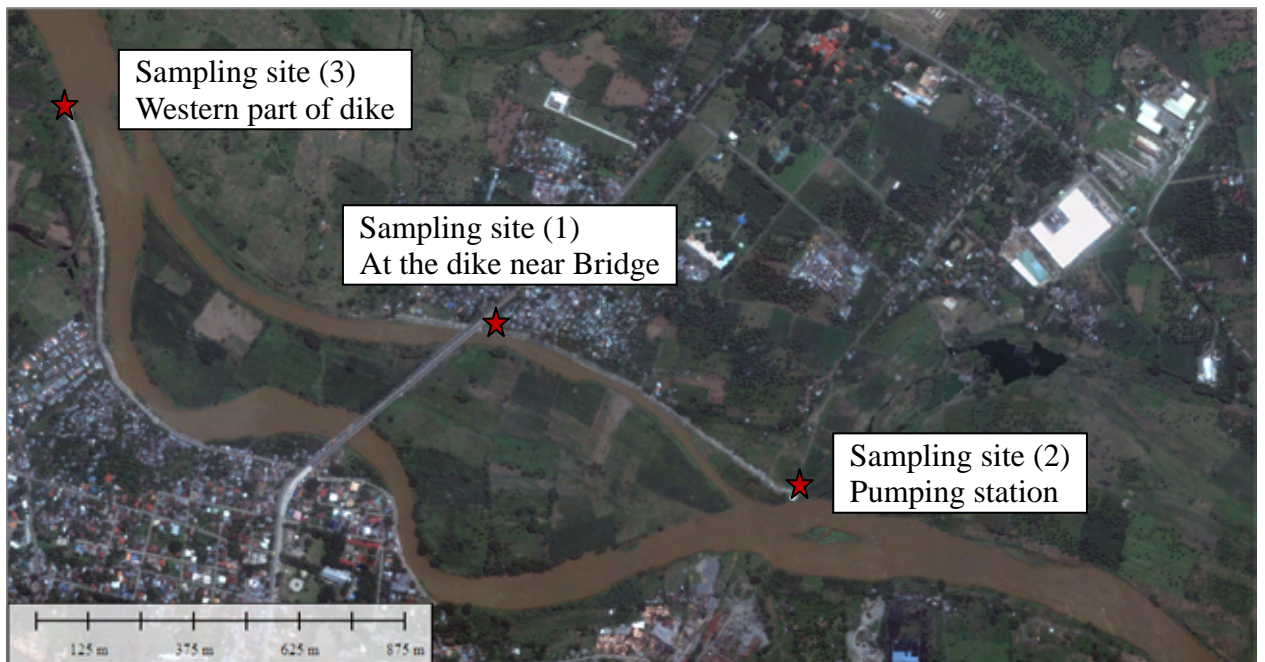 Sampling site (3)
Western part of dike
Sampling site (1)
At the dike near Bridge
Sampling site (2)
Pumping station
125 m 375 m 625 m 875 m